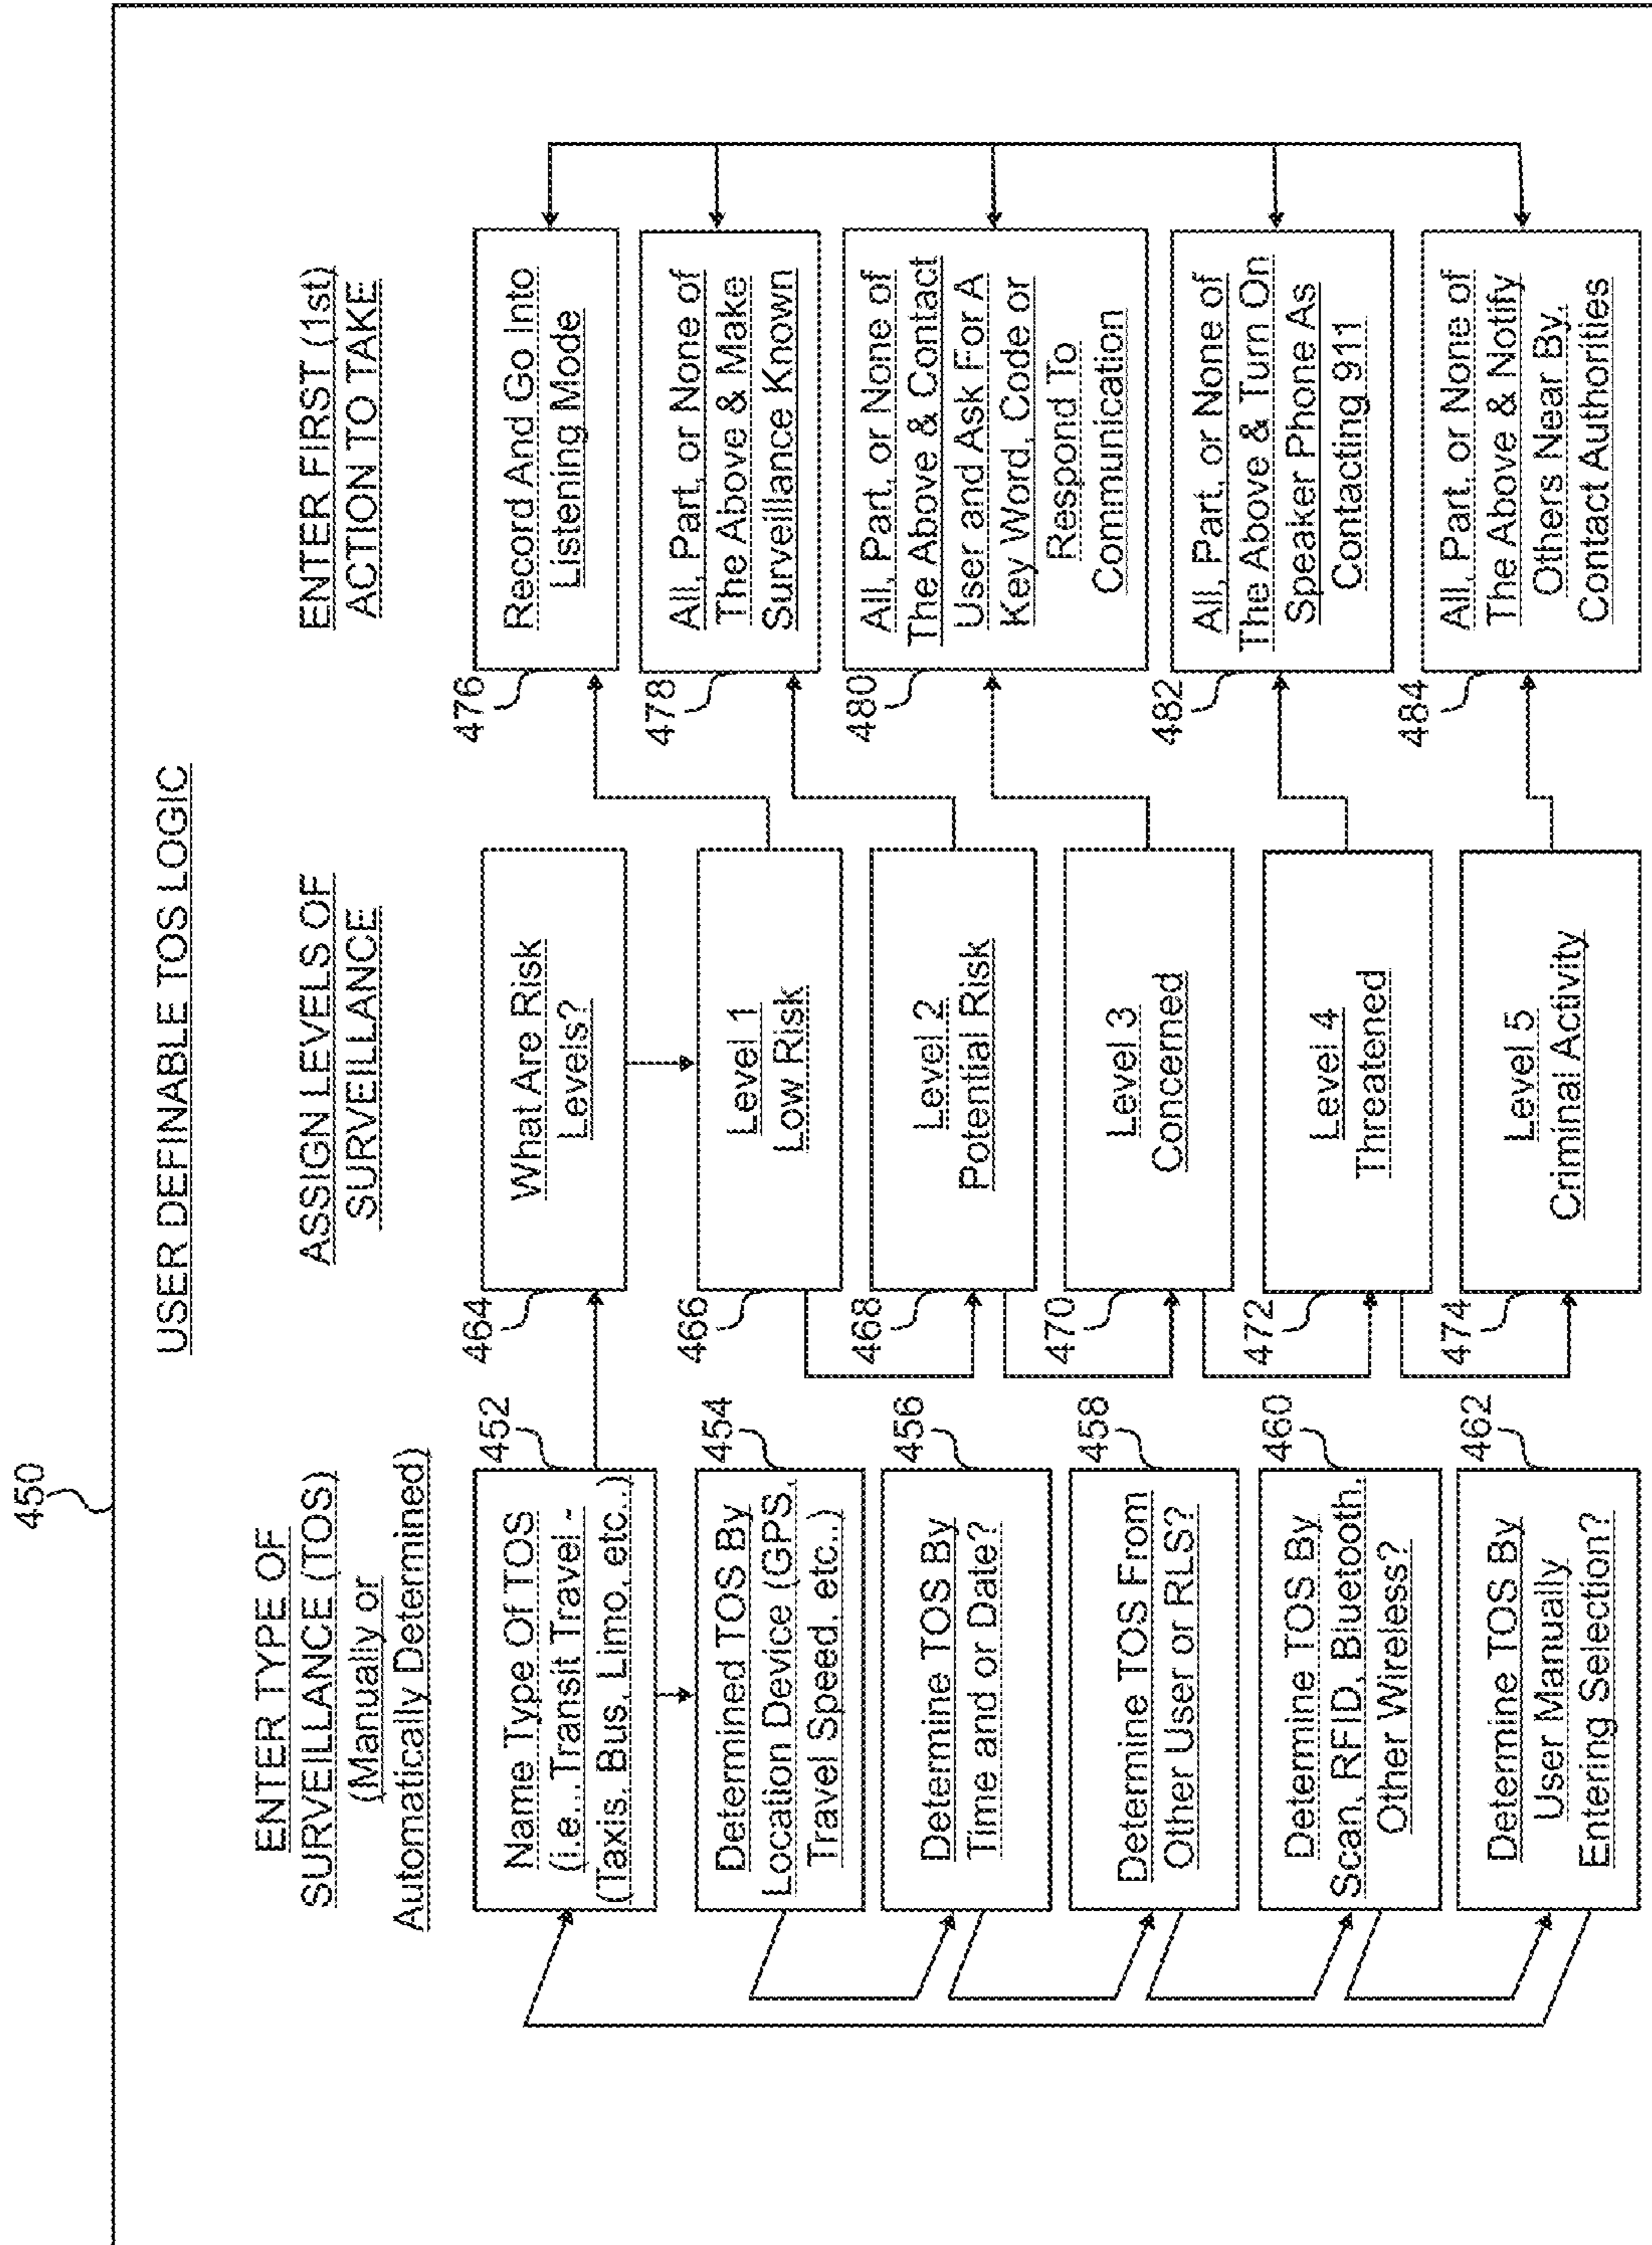 450
USER DEFINABLE TOS LOGIC
ENTER TYPE OF
SURVEILLANCE (TOS)
(Manually or
Automatically Determined)
452
Name Type Of TOS
(i.e...Transit Travel -
(Taxis, Bus, Limo, etc..)
454
Determined TOS By
Location Device (GPS,
Travel Speed, etc..)
456
Determine TOS By
Time and or Date?
458
Determine TOS From
Other User or RLS?
460
Determine TOS By
Scan, RFID, Bluetooth,
Other Wireless?
462
Determine TOS By
User Manually
Entering Selection?
ASSIGN LEVELS OF
SURVEILLANCE
464
What Are Risk
Levels?
466
Level 1
Low Risk
468
Level 2
Potential Risk
470
Level 3
Concerned
472
Level 4
Threatened
474
Level 5
Criminal Activity
ENTER FIRST (1st)
ACTION TO TAKE
476
Record And Go Into
Listening Mode
478
All, Part, or None of
The Above & Make
Surveillance Known
480
All, Part, or None of
The Above & Contact
User and Ask For A
Key Word, Code or
Respond To
Communication
482
All, Part, or None of
The Above & Turn On
Speaker Phone As
Contacting 911
484
All, Part, or None of
The Above & Notify
Others Near By,
Contact Authorities